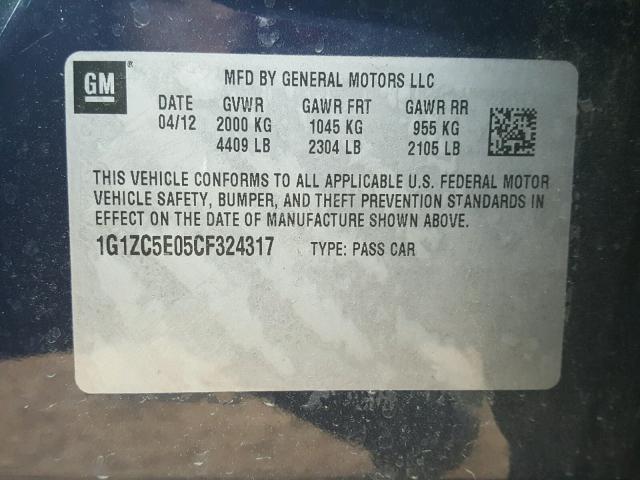 GM®
MFD BY GENERAL MOTORS LLC
DATE GVWR GAWR FRT GAWR RR
04/12 2000 KG 1045 KG 955 KG
4409 LB 2304 LB 2105 LB
THIS VEHICLE CONFORMS TO ALL APPLICABLE U.S. FEDERAL MOTOR
VEHICLE SAFETY, BUMPER, AND THEFT PREVENTION STANDARDS IN
EFFECT ON THE DATE OF MANUFACTURE SHOWN ABOVE.
1G1ZC5E05CF324317 TYPE: PASS CAR